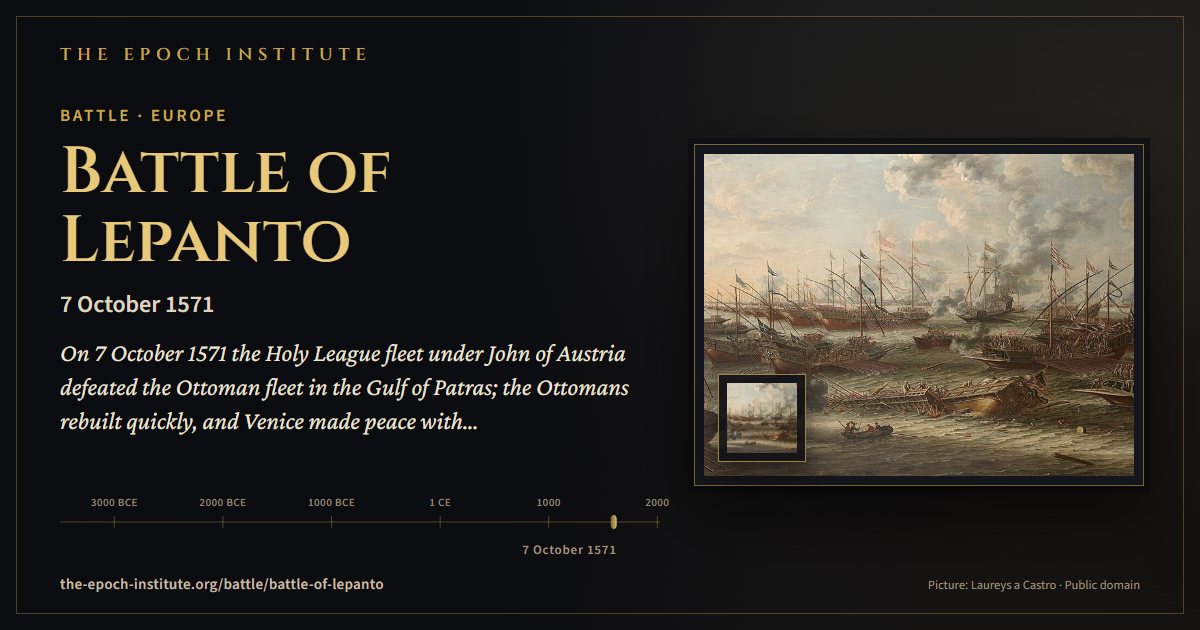 THE EPOCH INSTITUTE
BATTLE · EUROPE
BATTLE OF
LEPANTO
7 October 1571
On 7 October 1571 the Holy League fleet under John of Austria
defeated the Ottoman fleet in the Gulf of Patras; the Ottomans
rebuilt quickly, and Venice made peace with...
3000 BCE 2000 BCE 1000 BCE 1 CE 1000 2000
7 October 1571
the-epoch-institute.org/battle/battle-of-lepanto
Picture: Laureys a Castro · Public domain